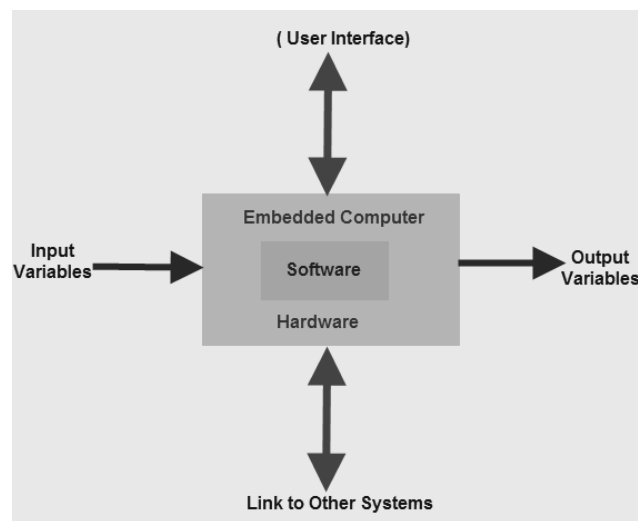 ( User Interface)
Embedded Computer
Input
Variables
Software
Output
Variables
Hardware
Link to Other Systems